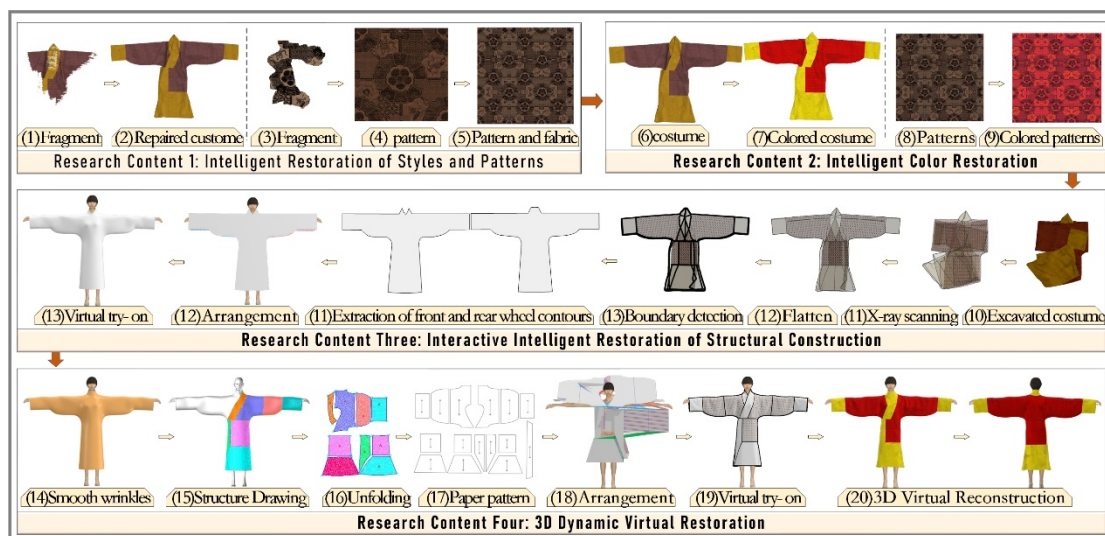 (1)Fragment
(2)Repaired custome
(3)Fragment
(4) pattern
(5)Pattern and fabric
Research Content 1: Intelligent Restoration of Styles and Patterns
(6)costume
(7)Colored costume
(8)Patterns
(9)Colored patterns
Research Content 2: Intelligent Color Restoration
(13)Virtual try- on
(12)Arrangement
(11)Extraction of front and rear wheel contours
(13)Boundary detection
(12)Flatten
(11)X-ray scanning
(10)Excavated costume
Research Content Three: Interactive Intelligent Restoration of Structural Construction
(14)Smooth wrinkles
(15)Structure Drawing
(16)Unfolding
(17)Paper pattern
(18)Arrangement
(19)Virtual try- on
(20)3D Virtual Reconstruction
Research Content Four: 3D Dynamic Virtual Restoration